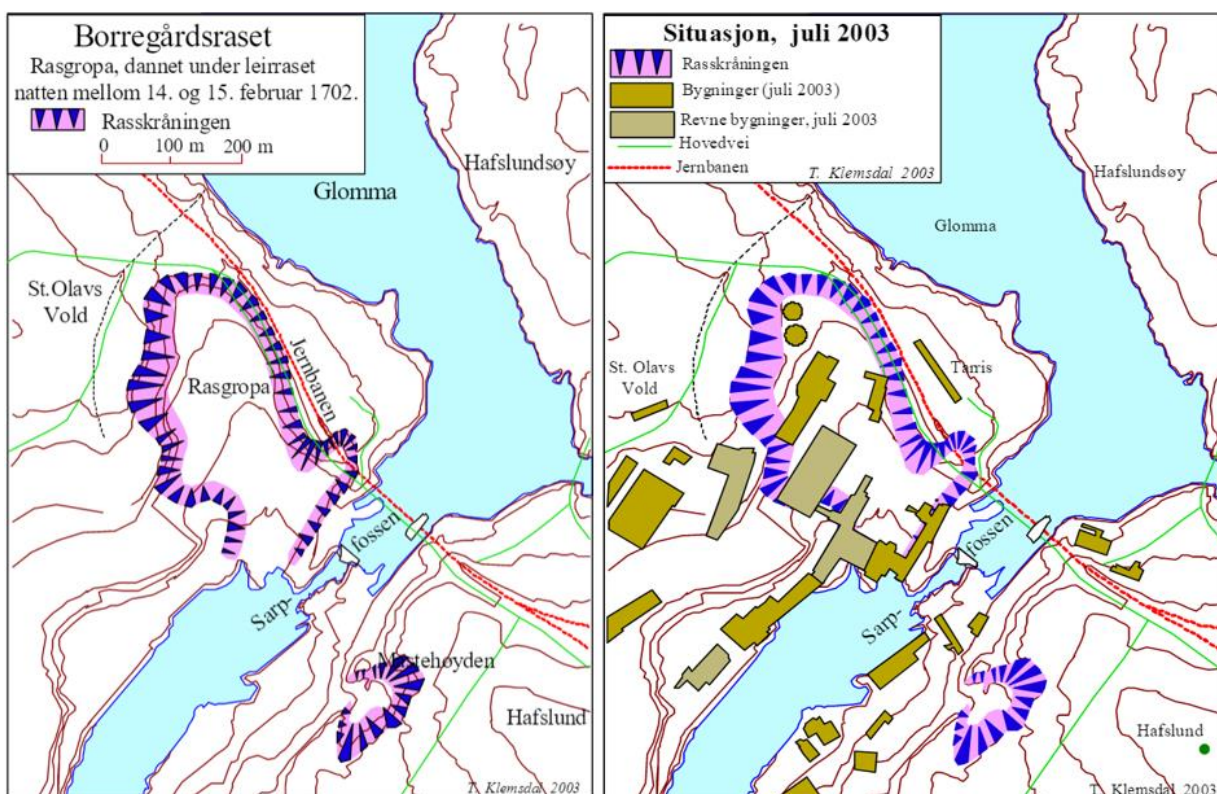 Borregårdsraset
Rasgropa, dannet under leirraset
natten mellom 14. og 15. februar 1702.
Rasskråningen
0 100 m 200 m
Hafslundsøy
Glomma
St.Olavs
Vold
Rasgropa
Jernbanen
Sarp-
fossen
Mostehøyden
Hafslund
T. Klemsdal 2003
Situasjon, juli 2003
Rasskråningen
Bygninger (juli 2003)
Revne bygninger, juli 2003
Hovedvei
Jernbanen
T. Klemsdal 2003
Hafslundsøy
Glomma
St. Olavs
Vold
Tarris
Sarp-
fossen
Hafslund
T. Klemsdal 2003